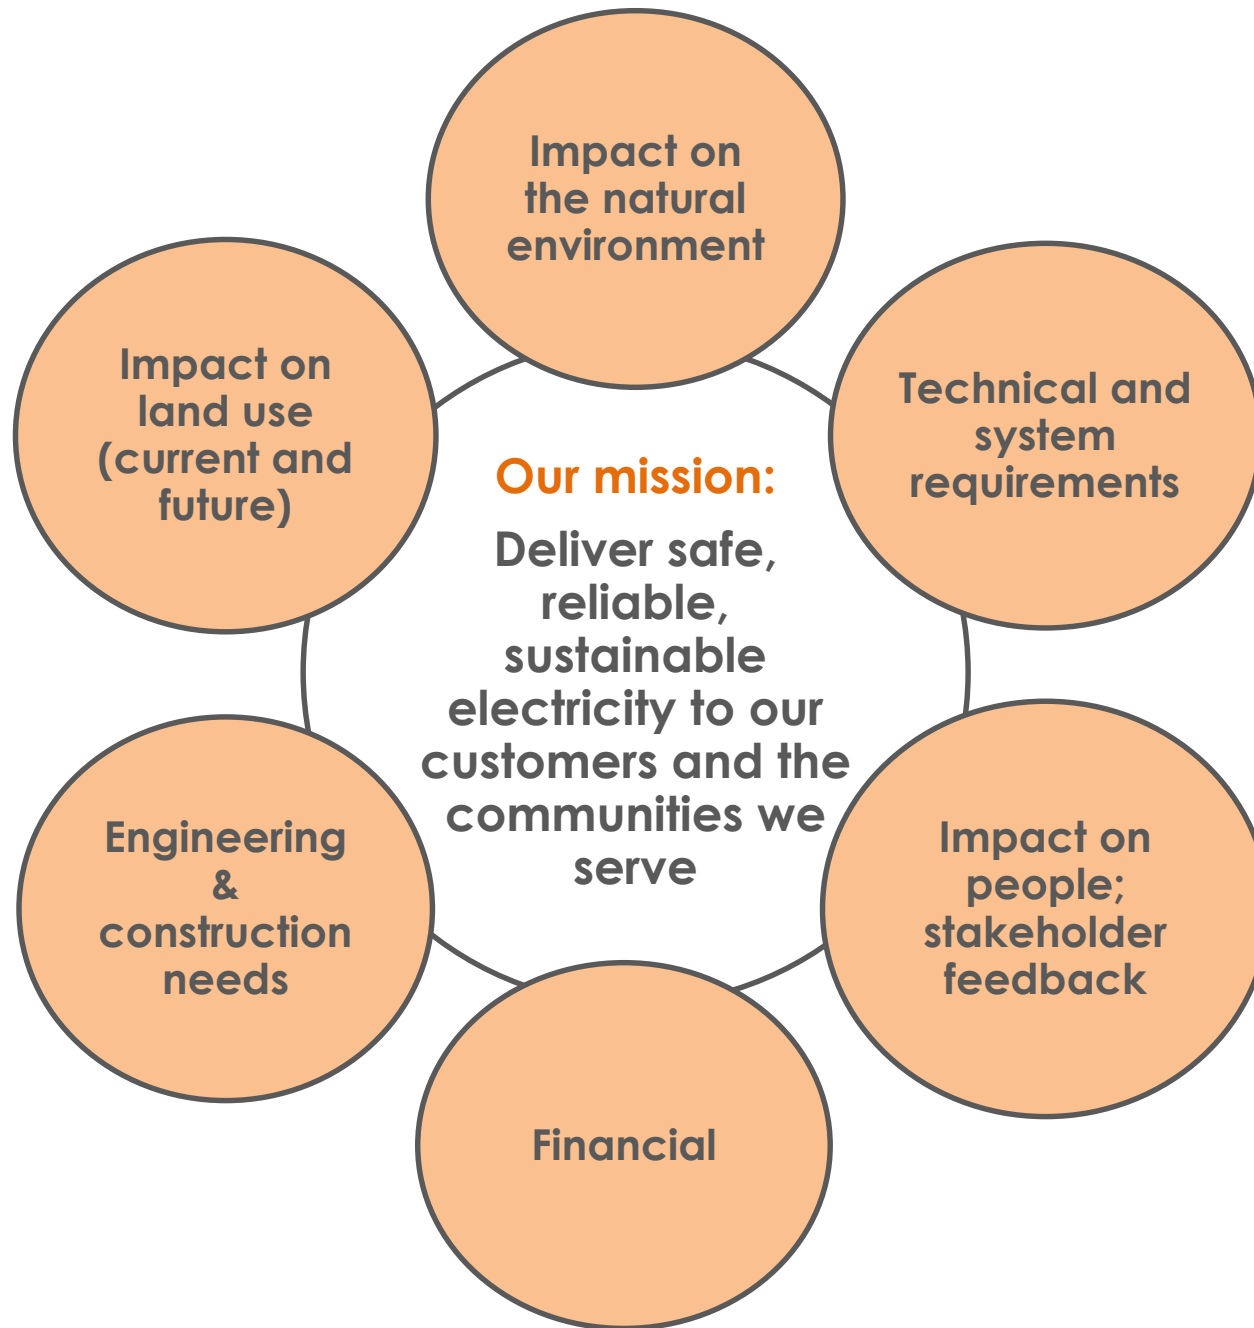 Impact on
the natural
environment
Impact on
land use
(current and
future)
Technical and
system
requirements
Our mission:
Deliver safe,
reliable,
sustainable
electricity to our
customers and the
communities we
serve
Engineering
&
construction
needs
Impact on
people;
stakeholder
feedback
Financial